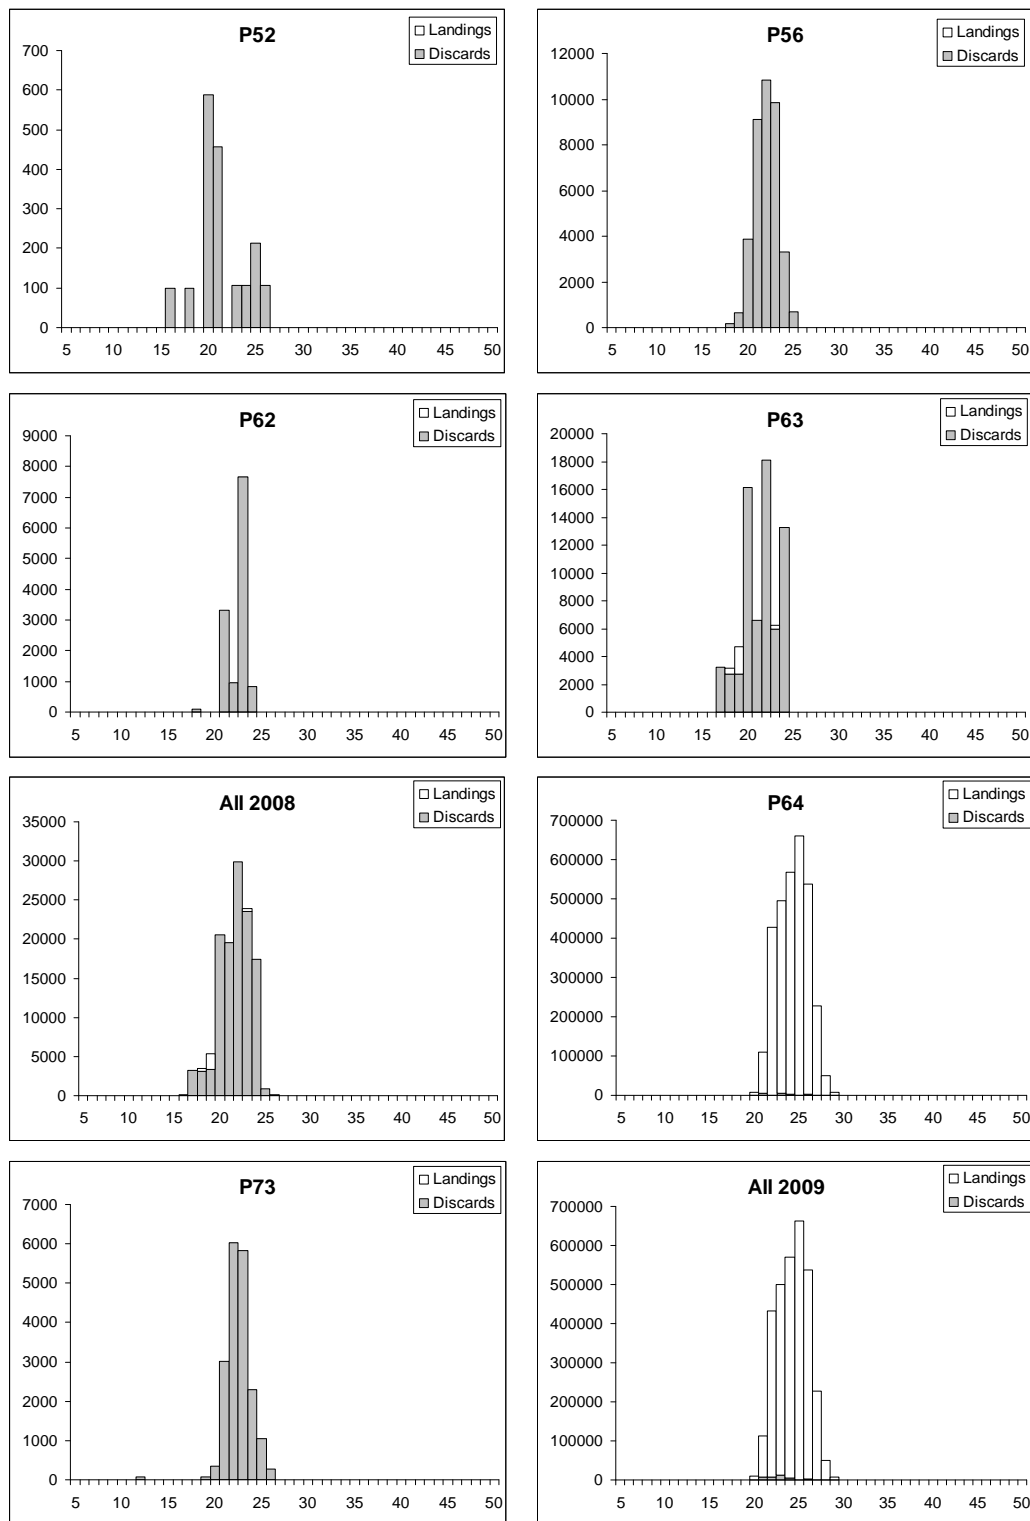 P52
Landings
Discards
700
600
500
400
300
200
100
0
5 10 15 20 25 30 35 40 45 50
P56
Landings
Discards
12000
10000
8000
6000
4000
2000
0
5 10 15 20 25 30 35 40 45 50
P62
Landings
Discards
9000
8000
7000
6000
5000
4000
3000
2000
1000
0
5 10 15 20 25 30 35 40 45 50
P63
Landings
Discards
20000
18000
16000
14000
12000
10000
8000
6000
4000
2000
0
5 10 15 20 25 30 35 40 45 50
All 2008
Landings
Discards
35000
30000
25000
20000
15000
10000
5000
0
5 10 15 20 25 30 35 40 45 50
P64
Landings
Discards
700000
600000
500000
400000
300000
200000
100000
0
5 10 15 20 25 30 35 40 45 50
P73
Landings
Discards
7000
6000
5000
4000
3000
2000
1000
0
5 10 15 20 25 30 35 40 45 50
All 2009
Landings
Discards
700000
600000
500000
400000
300000
200000
100000
0
5 10 15 20 25 30 35 40 45 50